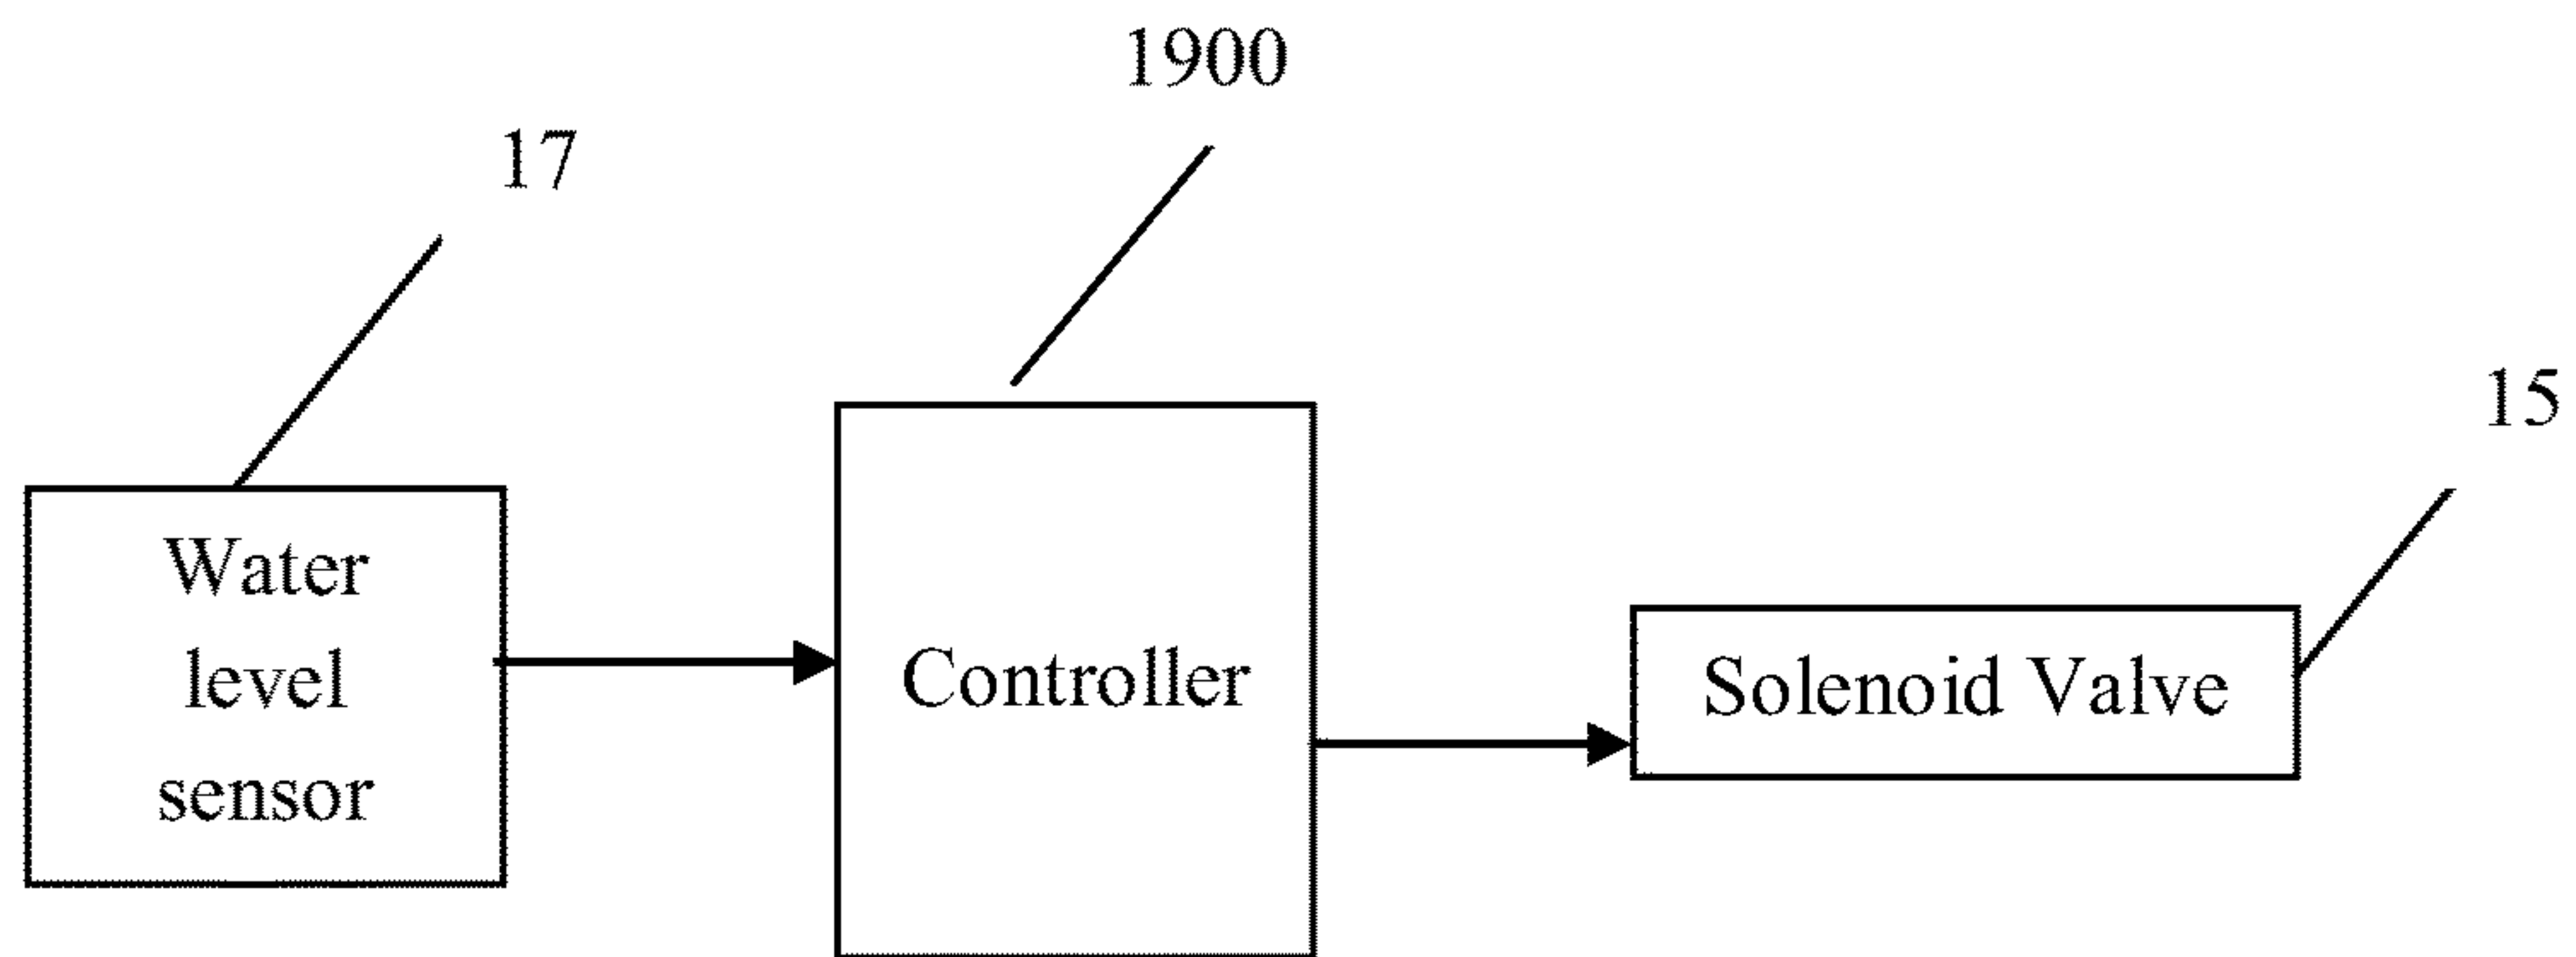 1900
17
15
Water
level
sensor
Controller
Solenoid Valve